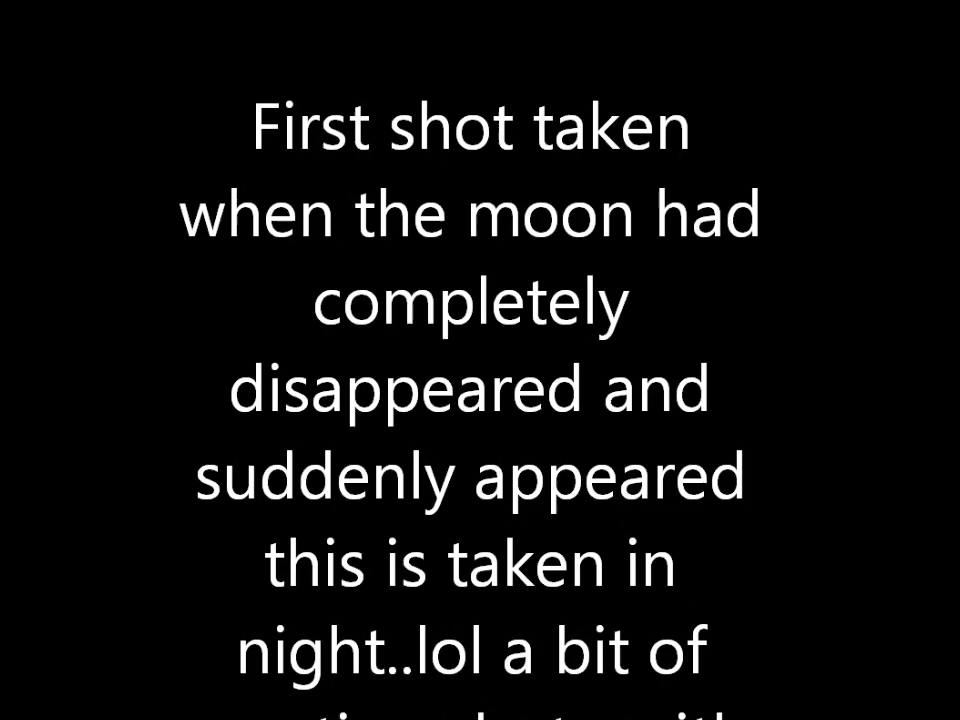 First shot taken
when the moon had
completely
disappeared and
suddenly appeared
this is taken in
night..lol a bit of